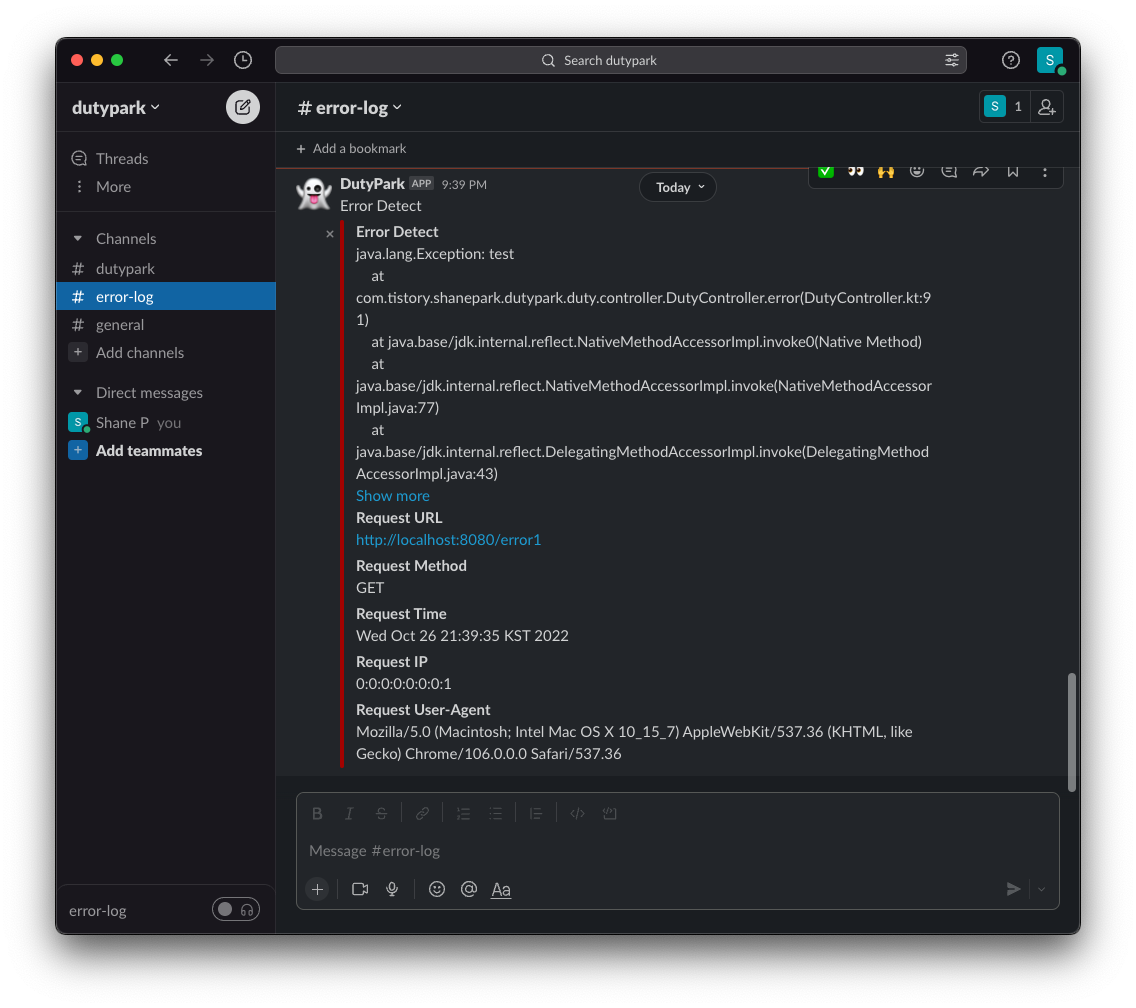 Search dutypark
S
dutypark
# error-log
S 1
Threads
More
+ Add a bookmark
DutyPark APP 9:39 PM
Today
Error Detect
Channels
# dutypark
# error-log
# general
+ Add channels
Direct messages
S Shane P you
+ Add teammates
× Error Detect
java.lang.Exception: test
at
com.tistory.shanepark.dutypark.duty.controller.DutyController.error(DutyController.kt:9
1)
at java.base/jdk.internal.reflect.NativeMethodAccessorImpl.invoke0(Native Method)
at
java.base/jdk.internal.reflect.NativeMethodAccessorImpl.invoke(NativeMethodAccessor
Impl.java:77)
at
java.base/jdk.internal.reflect.DelegatingMethodAccessorImpl.invoke(DelegatingMethod
AccessorImpl.java:43)
Show more
Request URL
http://localhost:8080/error1
Request Method
GET
Request Time
Wed Oct 26 21:39:35 KST 2022
Request IP
0:0:0:0:0:0:0:1
Request User-Agent
Mozilla/5.0 (Macintosh; Intel Mac OS X 10_15_7) AppleWebKit/537.36 (KHTML, like
Gecko) Chrome/106.0.0.0 Safari/537.36
B I S
Message #error-log
@ Aa
error-log